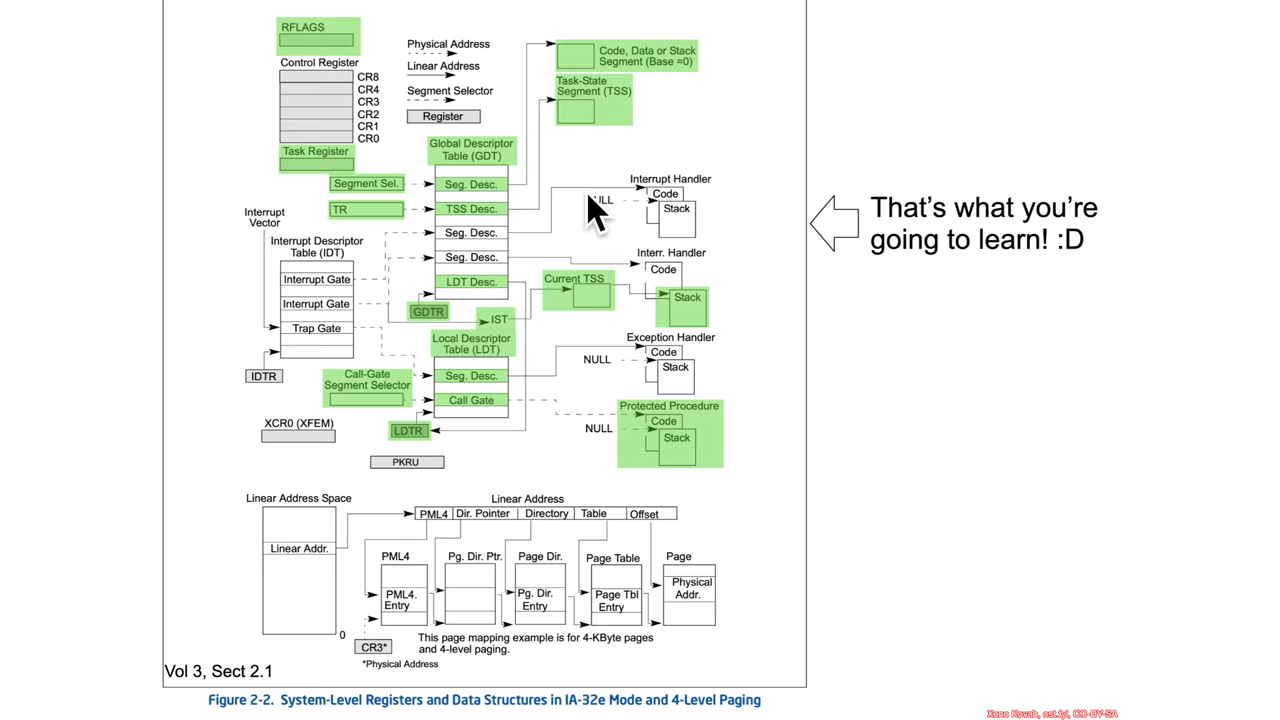 RFLAGS
Control Register
CR8
CR4
CR3
CR2
CR1
CR0
Task Register
Physical Address
Linear Address
Segment Selector
Register
Code, Data or Stack
Segment (Base =0)
Task-State
Segment (TSS)
Global Descriptor
Table (GDT)
Segment Sel.
Seg. Desc.
TR
TSS Desc.
Seg. Desc.
Seg. Desc.
LDT Desc.
GDTR
Interrupt
Vector
Interrupt Descriptor
Table (IDT)
Interrupt Gate
Interrupt Gate
Trap Gate
IDTR
Interrupt Handler
Code
Stack
Interr. Handler
Code
Current TSS
Stack
IST
Local Descriptor
Table (LDT)
Exception Handler
Code
NULL
Stack
Call-Gate
Segment Selector
Seg. Desc.
Call Gate
Protected Procedure
Code
NULL
Stack
XCR0 (XFEM)
LDTR
PKRU
That's what you're
going to learn! :D
Linear Address Space
Linear Addr.
0
Linear Address
PML4 Dir. Pointer Directory Table Offset
PML4
Pg. Dir. Ptr.
Page Dir.
Page Table
Page
PML4.
Entry
Pg. Dir.
Entry
Page Tbl
Entry
Physical
Addr.
CR3*
This page mapping example is for 4-KByte pages
and 4-level paging.
*Physical Address
Vol 3, Sect 2.1
Figure 2-2. System-Level Registers and Data Structures in IA-32e Mode and 4-Level Paging
Xeno Kovah, ost.fyi, CC-BY-SA